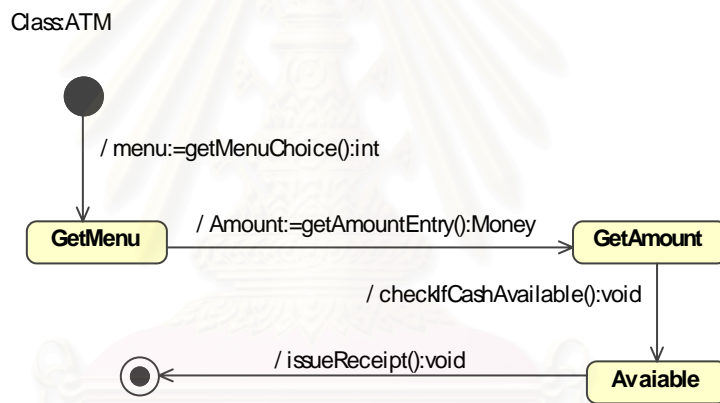 Class:ATM
/ menu:=getMenuChoice():int
GetMenu
/ Amount:=getAmountEntry():Money
GetAmount
/ checkIfCashAvailable():void
/ issueReceipt():void
Avaiable